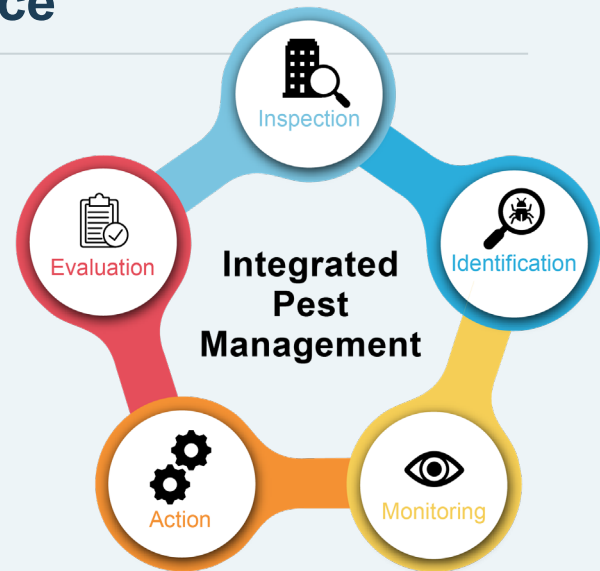 ce
Inspection
Identification
Evaluation
Integrated
Pest
Management
Monitoring
Action